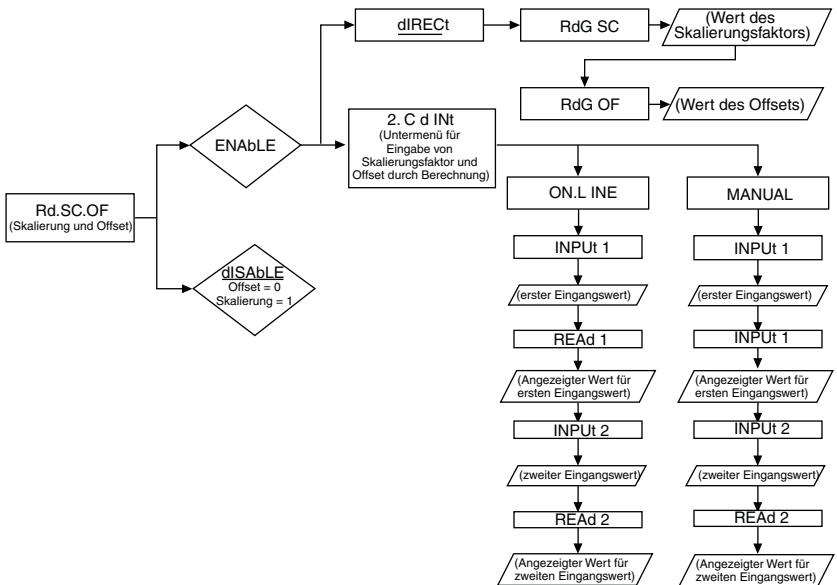 dIRECt
RdG SC
(Wert des
Skalierungsfaktors)
RdG OF
(Wert des Offsets)
ENAbLE
2. C d INt
(Untermenü für
Eingabe von
Skalierungsfaktor und
Offset durch Berechnung)
Rd.SC.OF
(Skalierung und Offset)
dISAbLE
Offset = 0
Skalierung = 1
ON.L INE
INPUt 1
(erster Eingangswert)
REAd 1
(Angezeigter Wert für
ersten Eingangswert)
INPUt 2
(zweiter Eingangswert)
REAd 2
(Angezeigter Wert für
zweiten Eingangswert)
MANUAL
INPUt 1
(erster Eingangswert)
INPUt 1
(Angezeigter Wert für
ersten Eingangswert)
INPUt 2
(zweiter Eingangswert)
REAd 2
(Angezeigter Wert für
zweiten Eingangswert)